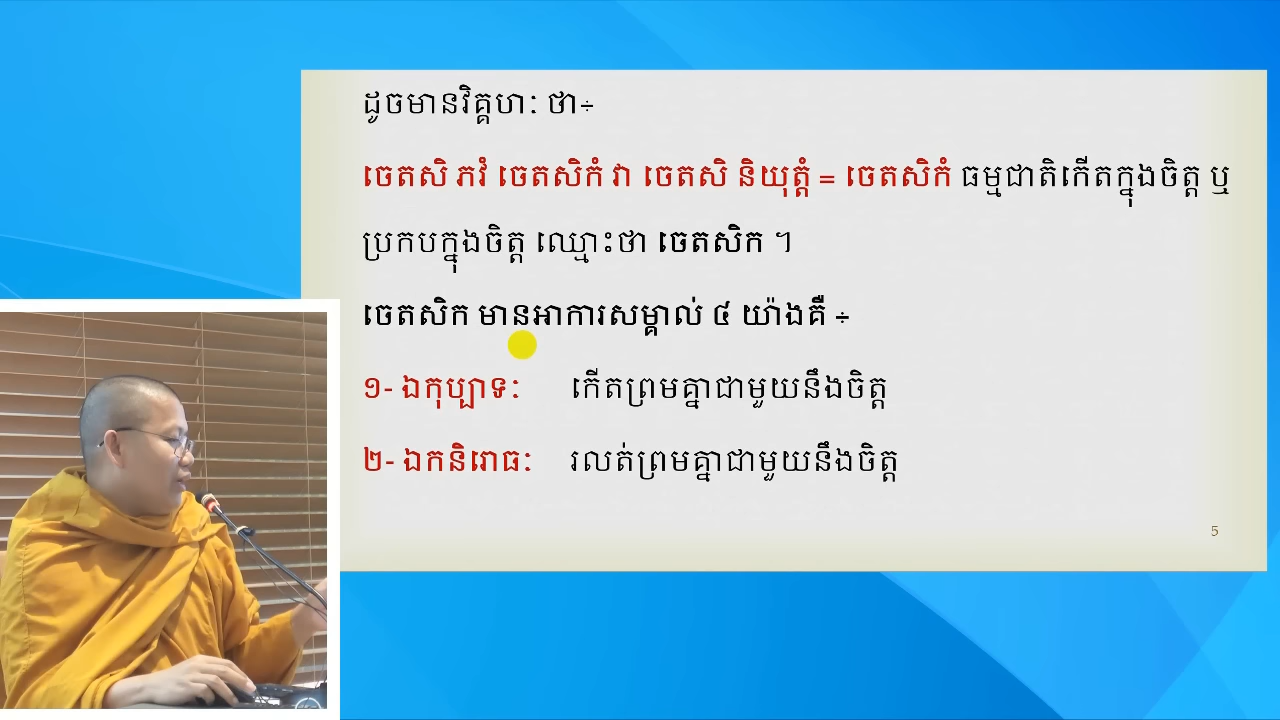 ដូចមានវិគ្គហៈ ថា÷
ចេតសិ ភវំ ចេតសិកំ វា ចេតសិ និយុត្តំ = ចេតសិកំ ធម្មជាតិកើតក្នុងចិត្ត ឬ
ប្រកបក្នុងចិត្ត ឈ្មោះថា ចេតសិក ។
ចេតសិក មានអាការសម្គាល់ ៤ យ៉ាងគឺ ÷
១- ឯកុប្បាទៈ កើតព្រមគ្នាជាមួយនឹងចិត្ត
២- ឯកនិរោធៈ រលត់ព្រមគ្នាជាមួយនឹងចិត្ត
5